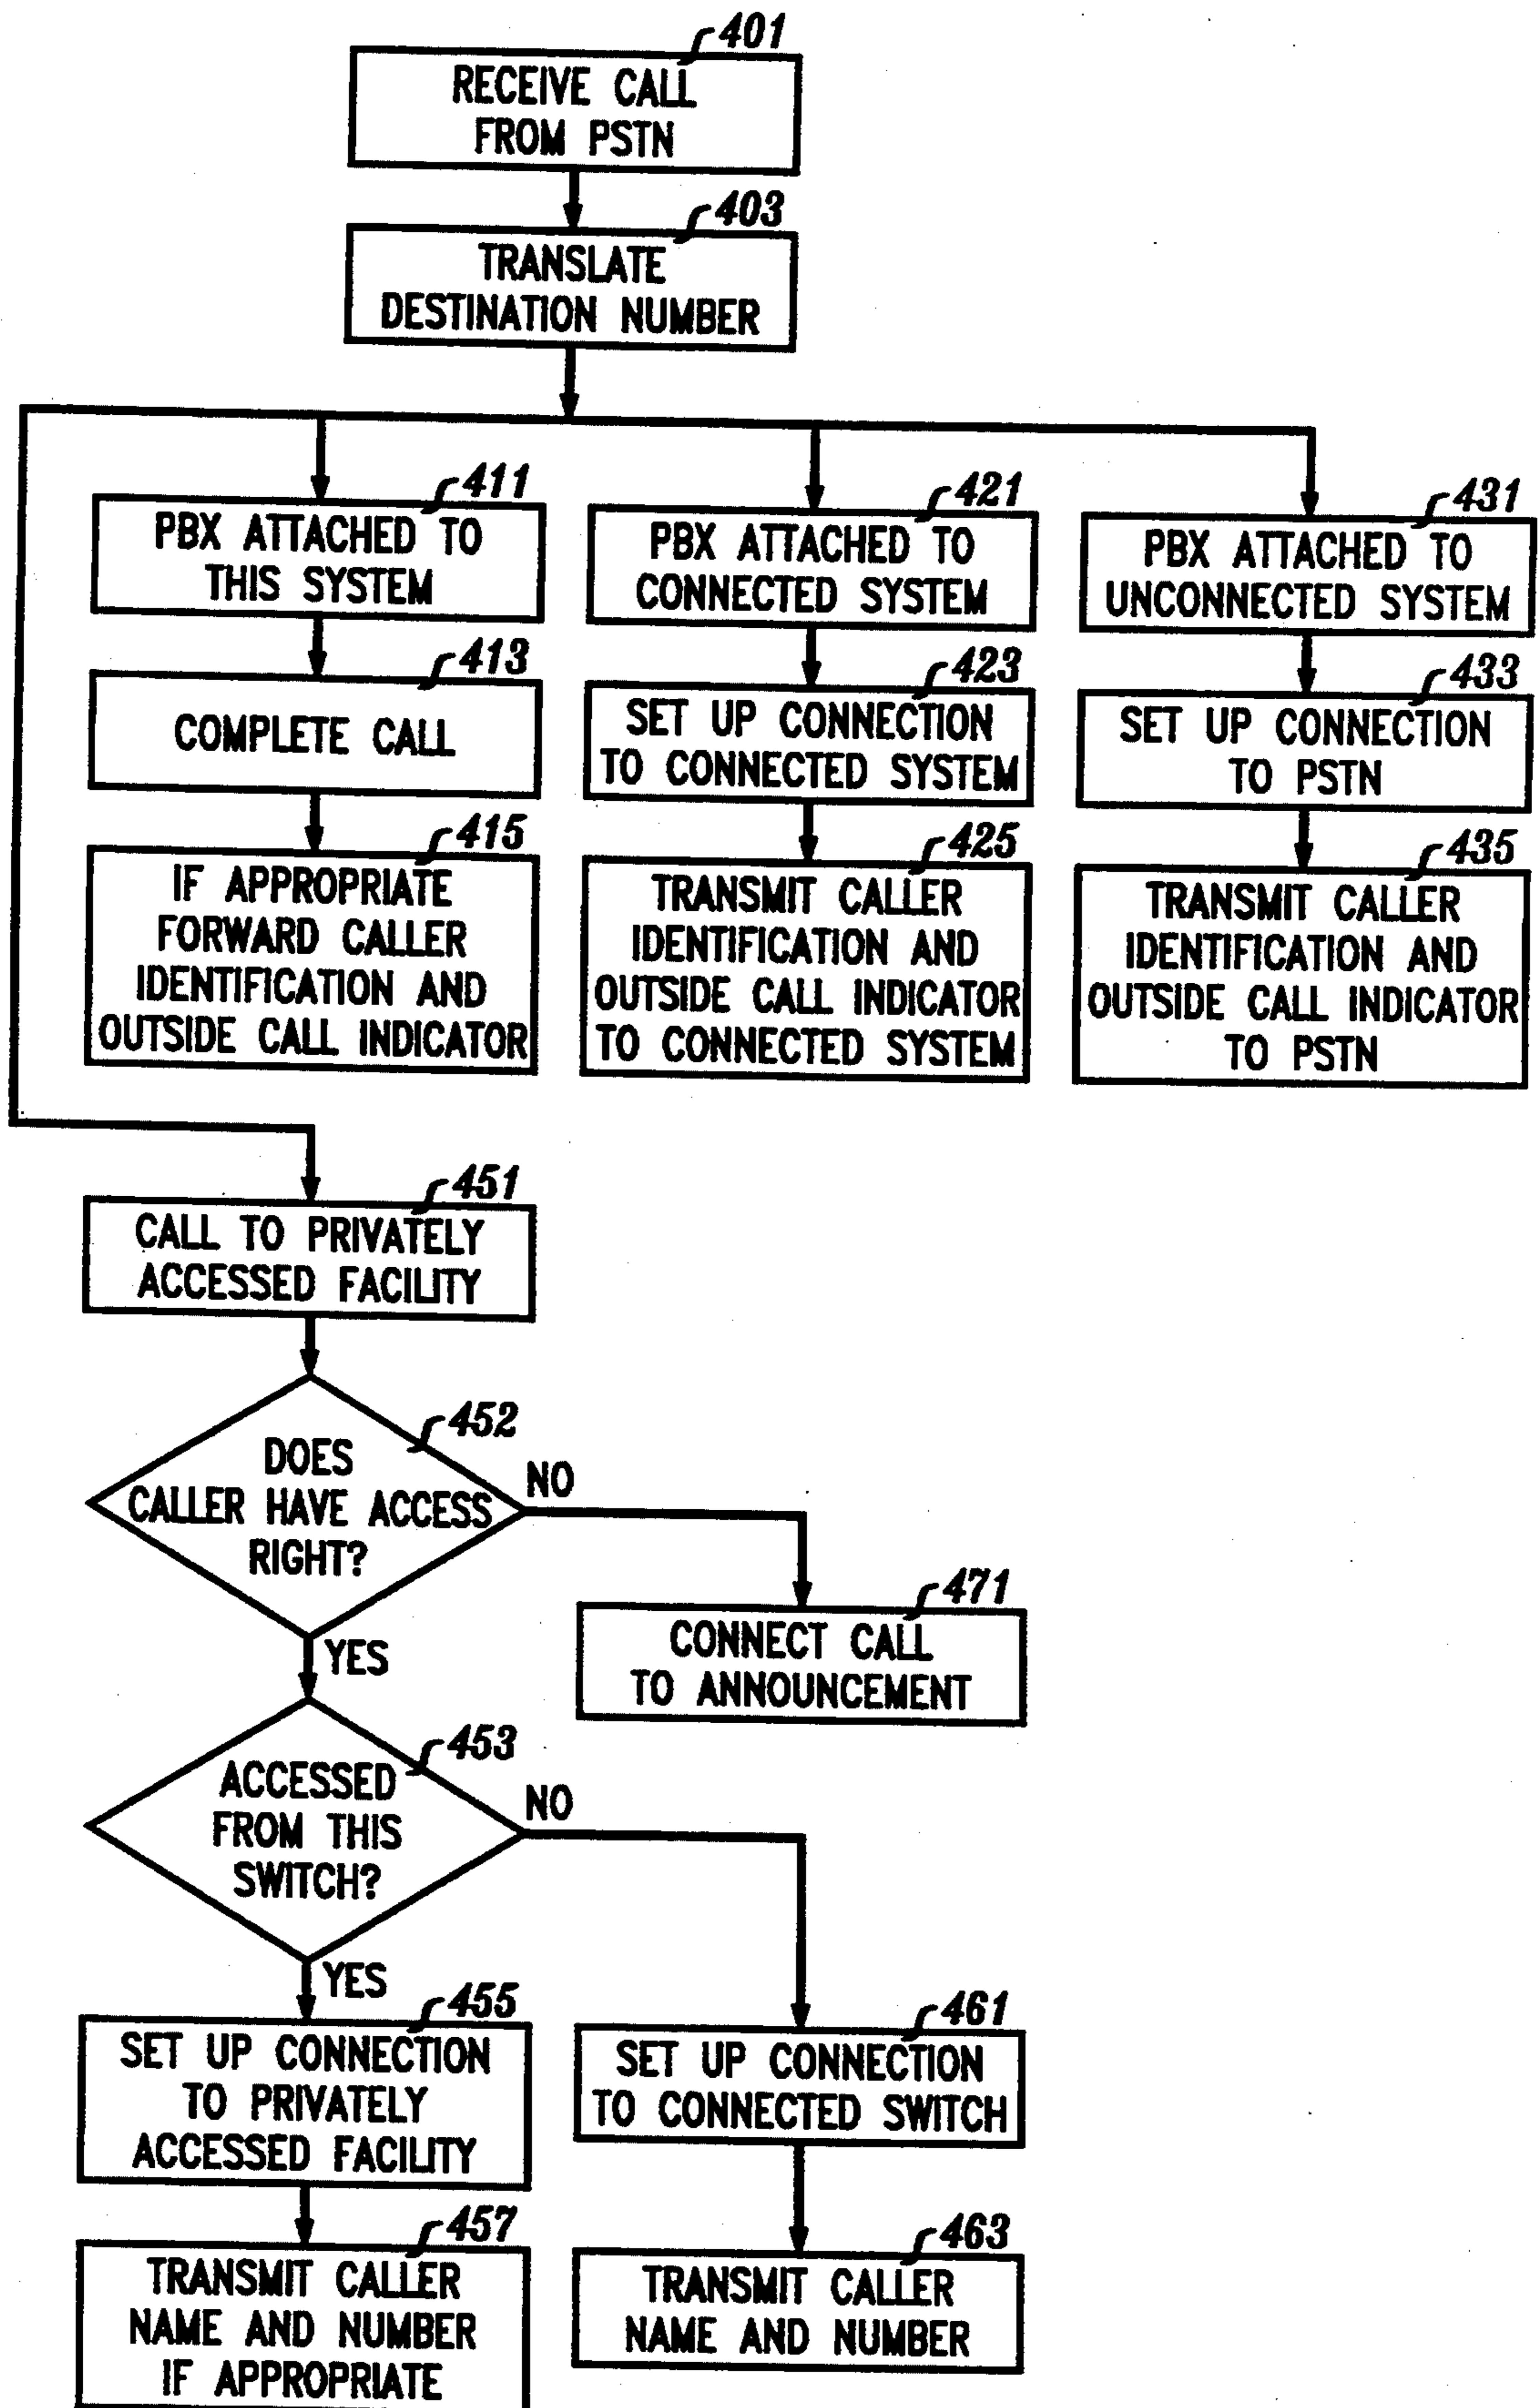 401
RECEIVE CALL
FROM PSTN
403
TRANSLATE
DESTINATION NUMBER
411
PBX ATTACHED TO
THIS SYSTEM
413
COMPLETE CALL
415
IF APPROPRIATE
FORWARD CALLER
IDENTIFICATION AND
OUTSIDE CALL INDICATOR
421
PBX ATTACHED TO
CONNECTED SYSTEM
423
SET UP CONNECTION
TO CONNECTED SYSTEM
425
TRANSMIT CALLER
IDENTIFICATION AND
OUTSIDE CALL INDICATOR
TO CONNECTED SYSTEM
431
PBX ATTACHED TO
UNCONNECTED SYSTEM
433
SET UP CONNECTION
TO PSTN
435
TRANSMIT CALLER
IDENTIFICATION AND
OUTSIDE CALL INDICATOR
TO PSTN
451
CALL TO PRIVATELY
ACCESSED FACILITY
452
DOES
CALLER HAVE ACCESS
RIGHT?
NO
YES
471
CONNECT CALL
TO ANNOUNCEMENT
453
ACCESSED
FROM THIS
SWITCH?
NO
YES
455
SET UP CONNECTION
TO PRIVATELY
ACCESSED FACILITY
457
TRANSMIT CALLER
NAME AND NUMBER
IF APPROPRIATE
461
SET UP CONNECTION
TO CONNECTED SWITCH
463
TRANSMIT CALLER
NAME AND NUMBER